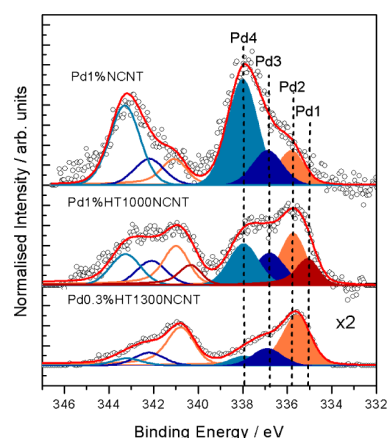 Pd4
Pd3
Pd2
Pd1
Pd1%NCNT
Pd1%HT1000NCNT
Pd0.3%HT1300NCNT
x2
Normalised Intensity / arb. units
346 344 342 340 338 336 334 332
Binding Energy / eV